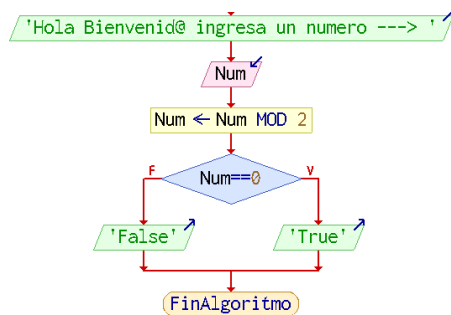 'Hola Bienvenid@ ingresa un numero ---> '
Num
Num ← Num MOD 2
Num==0
F
V
'False'
'True'
FinAlgoritmo